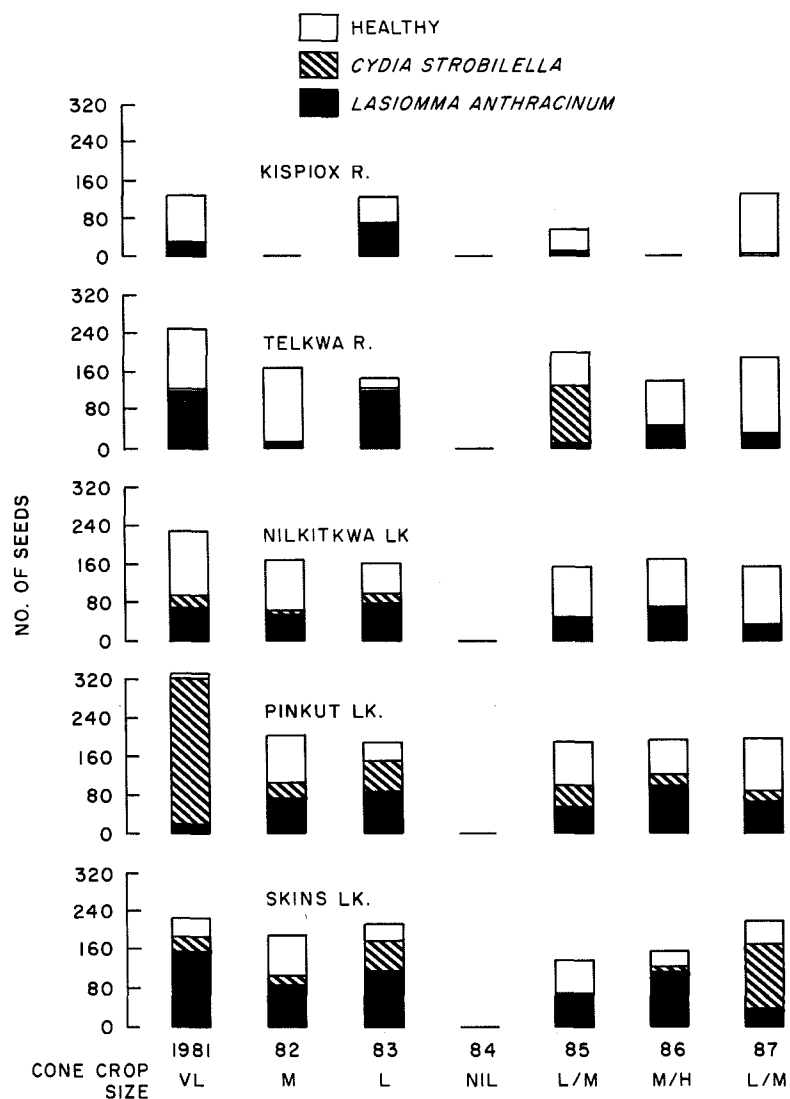 HEALTHY
CYDIA STROBILELLA
LASIOMMA ANTHRACINUM
320
240
160
80
0
KISPIOX R.
320
240
160
80
0
TELKWA R.
320
240
160
80
0
NILKITKWA LK
320
240
160
80
0
PINKUT LK.
320
240
160
80
0
SKINS LK.
NO. OF SEEDS
1981 82 83 84 85 86 87
CONE CROP
SIZE VL M L NIL L/M M/H L/M